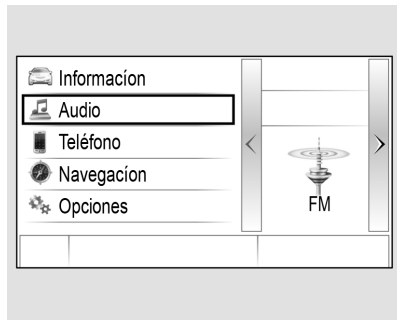 Informacíon
Audio
Teléfono
Navegacíon
Opciones
FM